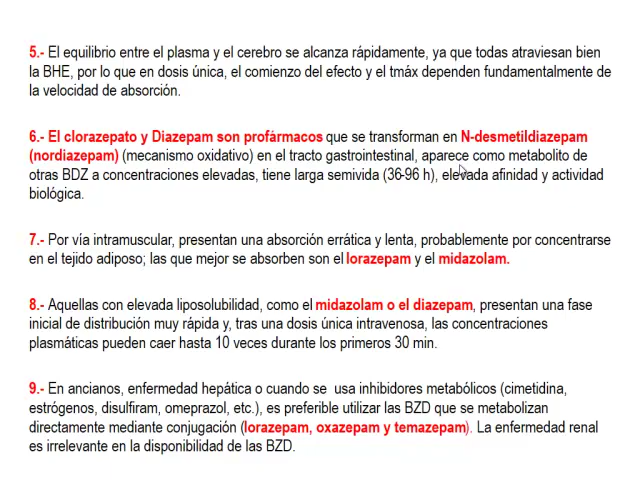 5.- El equilibrio entre el plasma y el cerebro se alcanza rápidamente, ya que todas atraviesan bien
la BHE, por lo que en dosis única, el comienzo del efecto y el tmáx dependen fundamentalmente de
la velocidad de absorción.
6.- El clorazepato y Diazepam son profármacos que se transforman en N-desmetildiazepam
(nordiazepam) (mecanismo oxidativo) en el tracto gastrointestinal, aparece como metabolito de
otras BDZ a concentraciones elevadas, tiene larga semivida (36-96 h), elevada afinidad y actividad
biológica.
7.- Por vía intramuscular, presentan una absorción errática y lenta, probablemente por concentrarse
en el tejido adiposo; las que mejor se absorben son el lorazepam y el midazolam.
8.- Aquellas con elevada liposolubilidad, como el midazolam o el diazepam, presentan una fase
inicial de distribución muy rápida y, tras una dosis única intravenosa, las concentraciones
plasmáticas pueden caer hasta 10 veces durante los primeros 30 min.
9.- En ancianos, enfermedad hepática o cuando se usa inhibidores metabólicos (cimetidina,
estrógenos, disulfiram, omeprazol, etc.), es preferible utilizar las BZD que se metabolizan
directamente mediante conjugación (lorazepam, oxazepam y temazepam). La enfermedad renal
es irrelevante en la disponibilidad de las BZD.